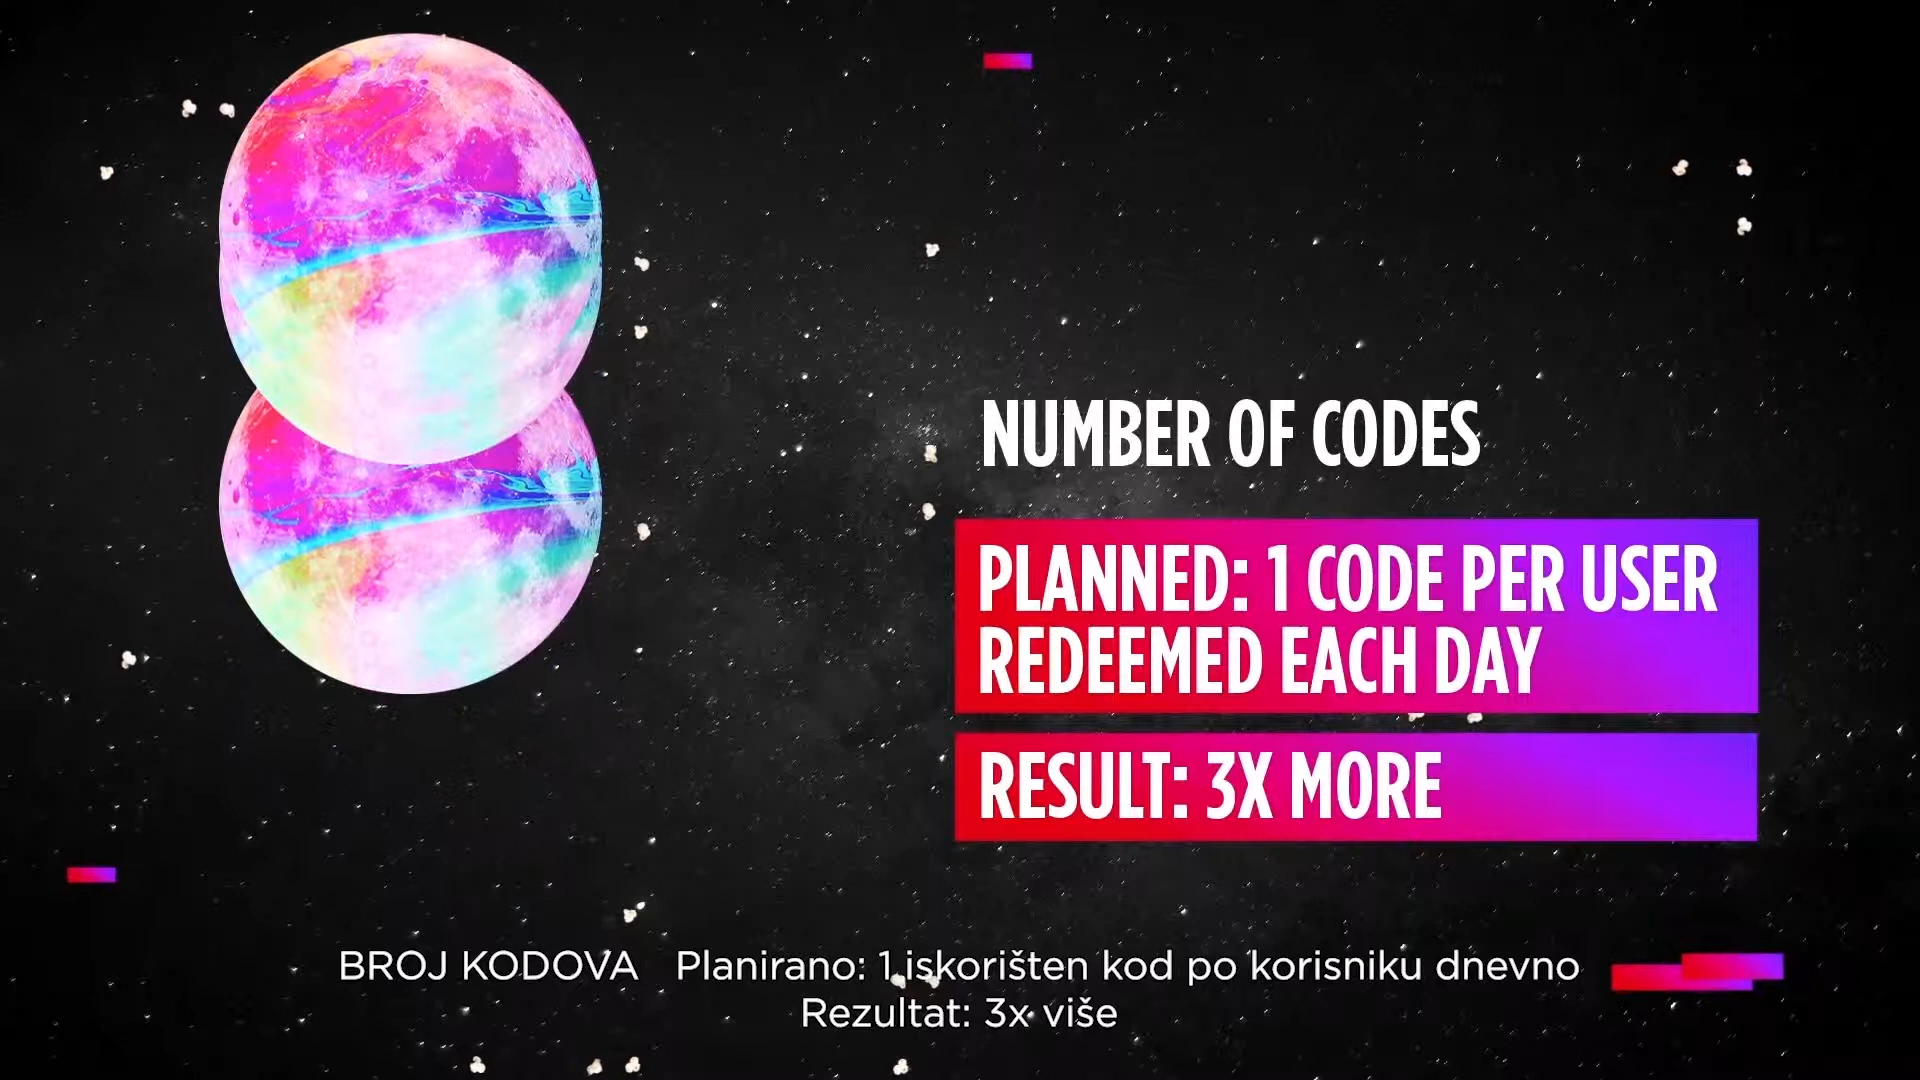 NUMBER OF CODES
PLANNED: 1 CODE PER USER
REDEEMED EACH DAY
RESULT: 3X MORE
BROJ KODOVA Planirano: 1 iskorišten kod po korisniku dnevno
Rezultat: 3x više